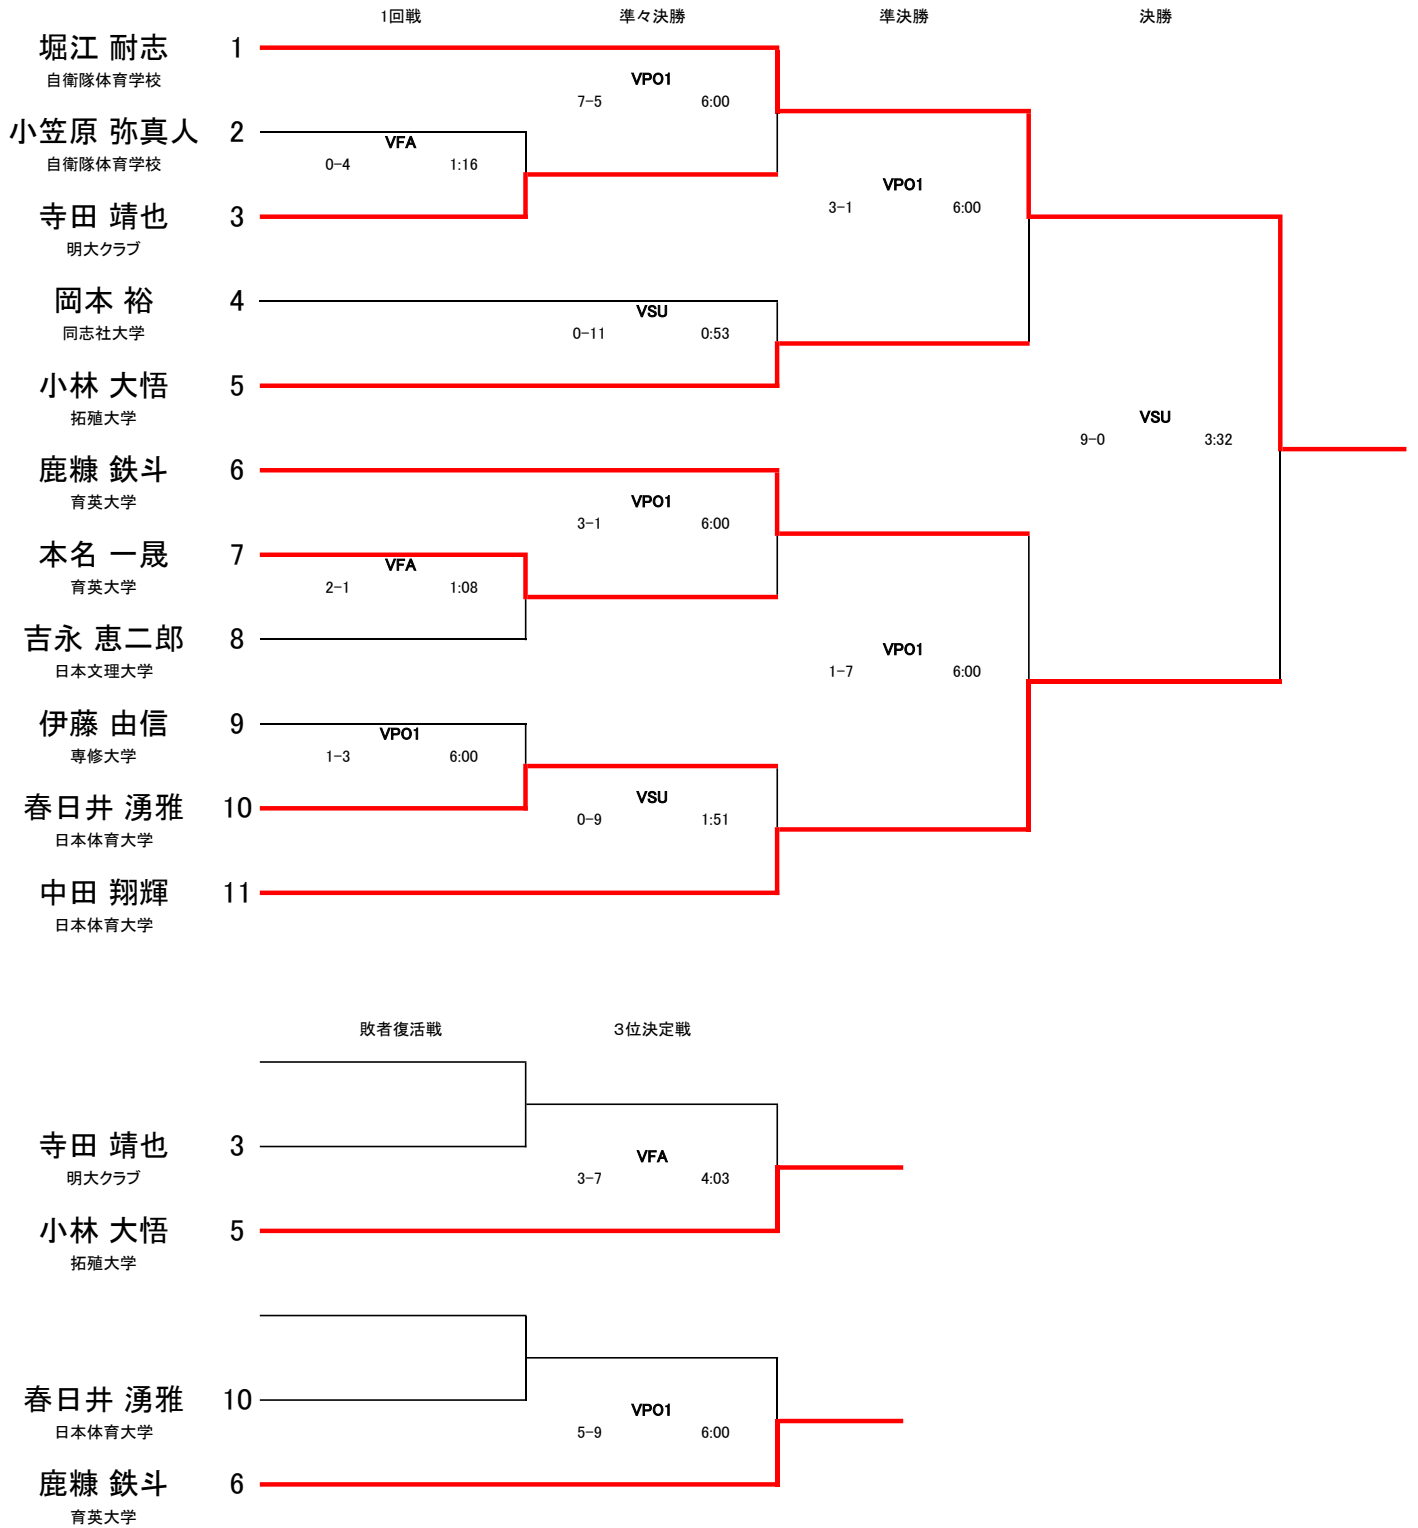 1回戦 準々決勝 準決勝 決勝
堀江 耐志 1
自衛隊体育学校
VPO1
7-5 6:00
小笠原 弥真人 2
自衛隊体育学校
VFA
0-4 1:16
寺田 靖也 3
明大クラブ
VPO1
3-1 6:00
岡本 裕 4
同志社大学
VSU
0-11 0:53
小林 大悟 5
拓殖大学
VSU
9-0 3:32
鹿糠 鉄斗 6
育英大学
VPO1
3-1 6:00
本名 一晟 7
育英大学
VFA
2-1 1:08
吉永 恵二郎 8
日本文理大学
VPO1
1-7 6:00
伊藤 由信 9
専修大学
VPO1
1-3 6:00
春日井 湧雅 10
日本体育大学
VSU
0-9 1:51
中田 翔輝 11
日本体育大学
敗者復活戦 3位決定戦
寺田 靖也 3
明大クラブ
VFA
3-7 4:03
小林 大悟 5
拓殖大学
春日井 湧雅 10
日本体育大学
VPO1
5-9 6:00
鹿糠 鉄斗 6
育英大学